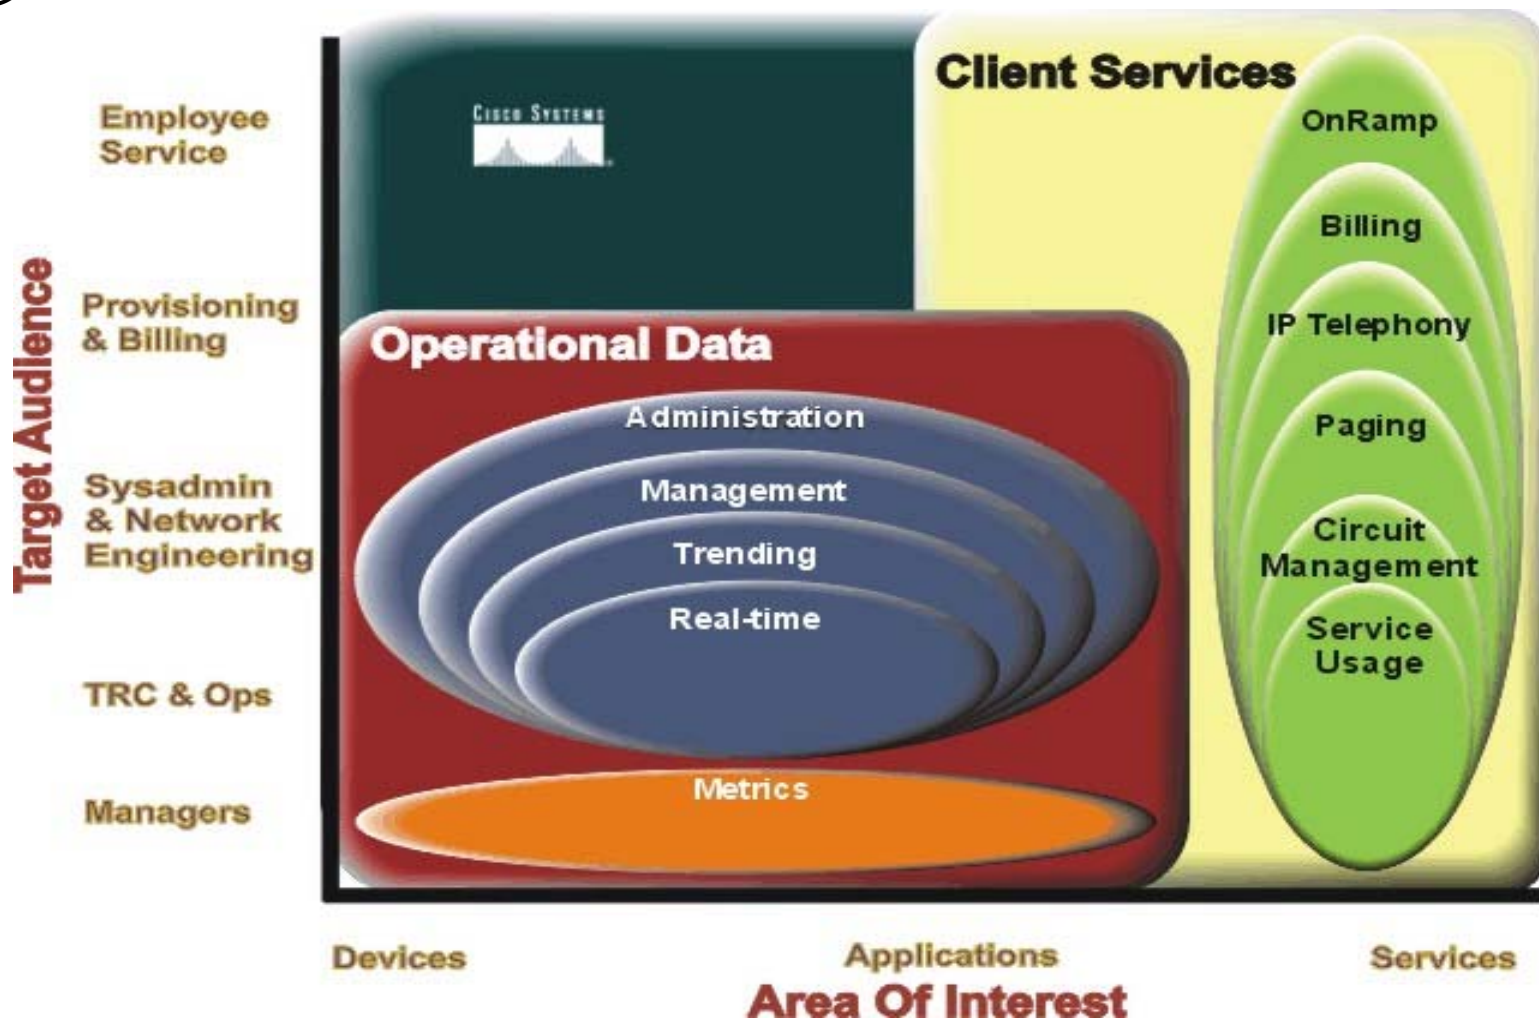 Client Services
OnRamp
Billing
IP Telephony
Paging
Circuit
Management
Service
Usage
CISCO SYSTEMS
Operational Data
Administration
Management
Trending
Real-time
Metrics
Target Audience
Employee
Service
Provisioning
& Billing
Sysadmin
& Network
Engineering
TRC & Ops
Managers
Devices
Applications
Services
Area Of Interest